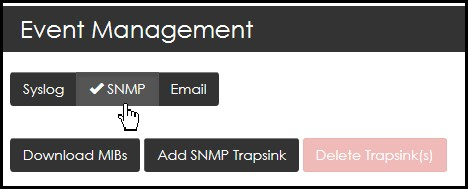 Event Management
Syslog SNMP Email
Download MIBs Add SNMP Trapsink Delete Trapsink(s)